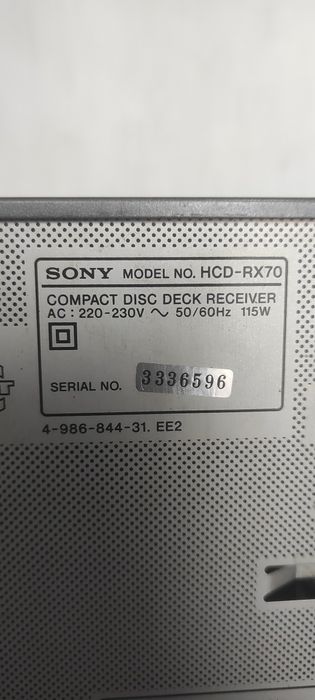 SONY MODEL NO. HCD-RX70
COMPACT DISC DECK RECEIVER
AC : 220-230V ~ 50/60Hz 115W
SERIAL NO. 3336596
4-986-844-31. EE2